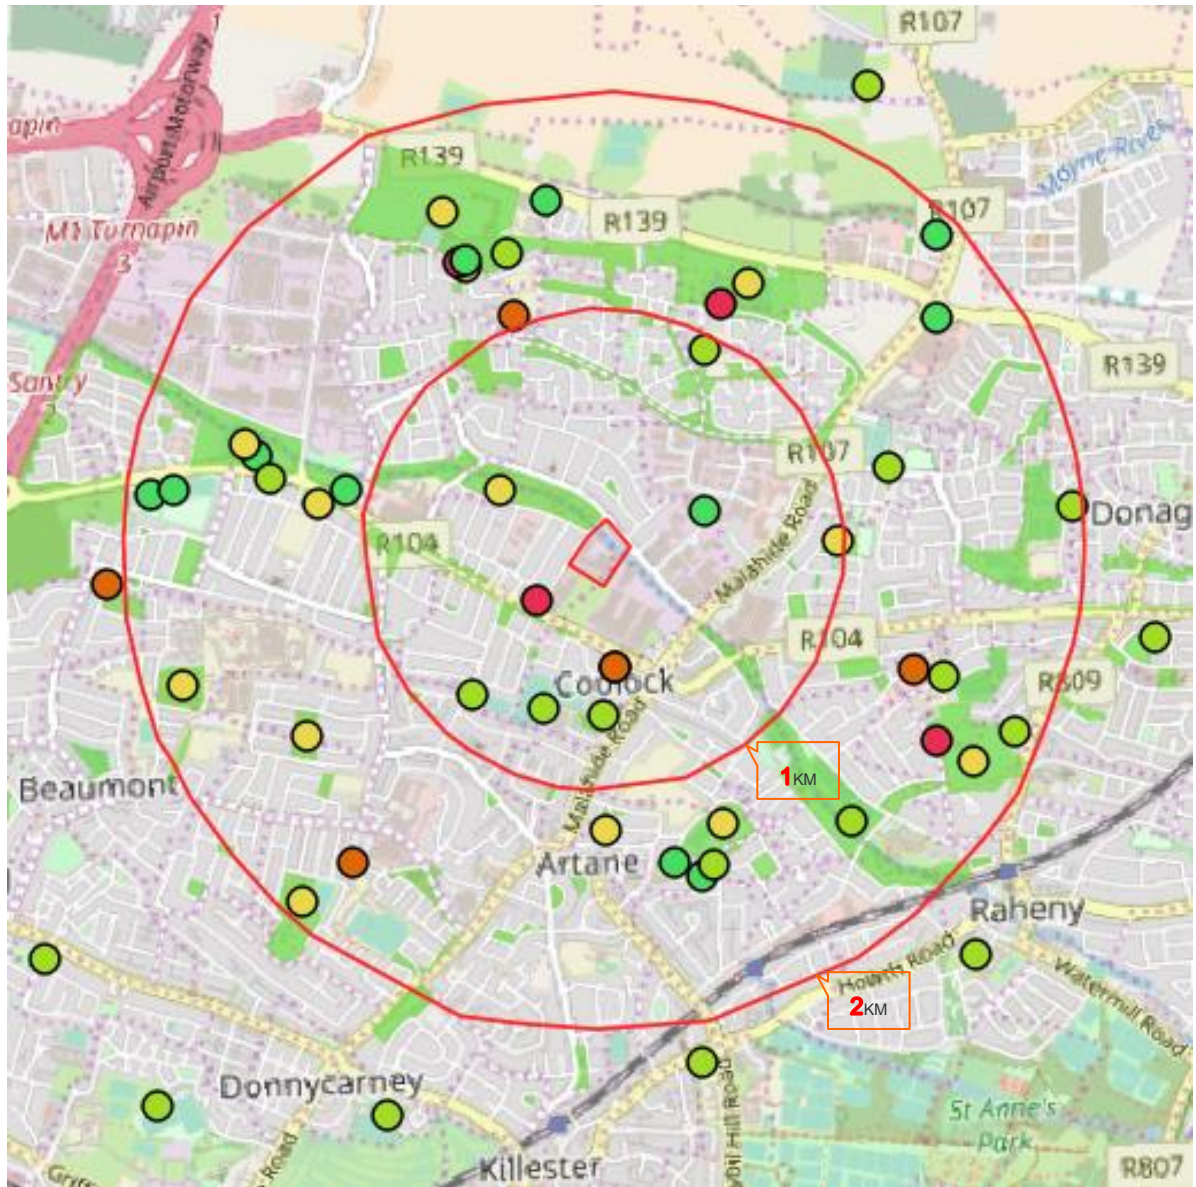 R107
apin
Airport Motorway
Moyne River
R139
R107
R139
M1 Turnapin
3
R139
Santry
R107
Donag
R104
Malahide Road
R104
Coolock
R809
1KM
Beaumont
Malahide Road
Artane
Raheny
Howth Road
2KM
Watermill Road
Donnycarney
St Anne's
Park
Road
Killester
R807